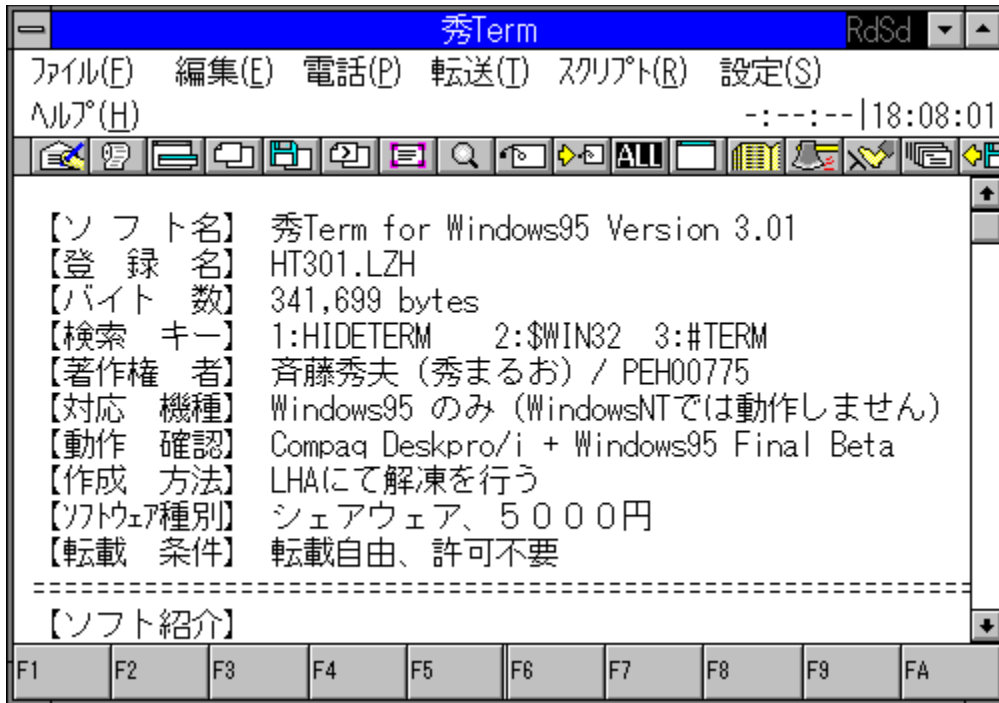 秀Term RdSd
ﾌｧｲﾙ(F) 編集(E) 電話(P) 転送(T) ｽｸﾘﾌﾟﾄ(R) 設定(S)
ﾍﾙﾌﾟ(H) -:--:--|18:08:01
ALL
【ソ フ ト名】 秀Term for Windows95 Version 3.01
【登　録　名】 HT301.LZH
【バイト　数】 341,699 bytes
【検索　キー】 1:HIDETERM 2:$WIN32 3:#TERM
【著作権　者】 斉藤秀夫（秀まるお）/ PEH00775
【対応　機種】 Windows95 のみ（WindowsNTでは動作しません）
【動作　確認】 Compaq Deskpro/i + Windows95 Final Beta
【作成　方法】 LHAにて解凍を行う
【ｿﾌﾄｳｪｱ種別】 シェアウェア、５０００円
【転載　条件】 転載自由、許可不要
============================================================
【ソフト紹介】
F1 F2 F3 F4 F5 F6 F7 F8 F9 FA